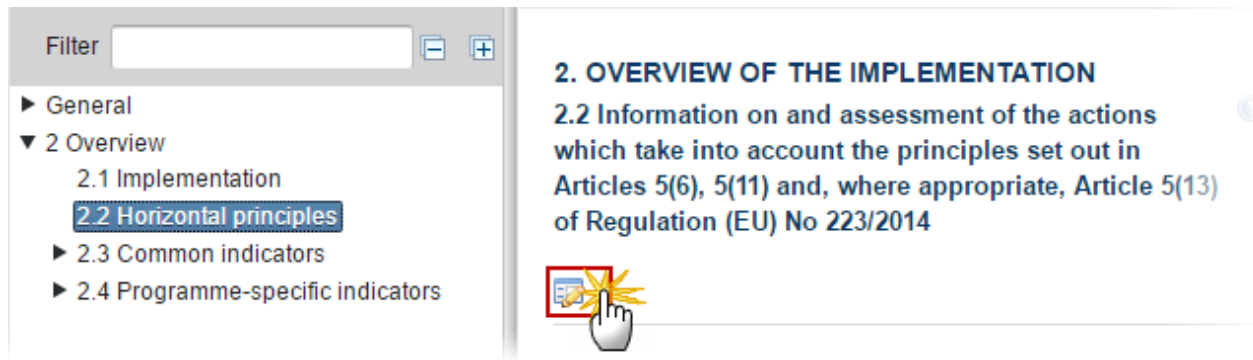 Filter
General
2 Overview
2.1 Implementation
2.2 Horizontal principles
2.3 Common indicators
2.4 Programme-specific indicators
2. OVERVIEW OF THE IMPLEMENTATION
2.2 Information on and assessment of the actions
which take into account the principles set out in
Articles 5(6), 5(11) and, where appropriate, Article 5(13)
of Regulation (EU) No 223/2014